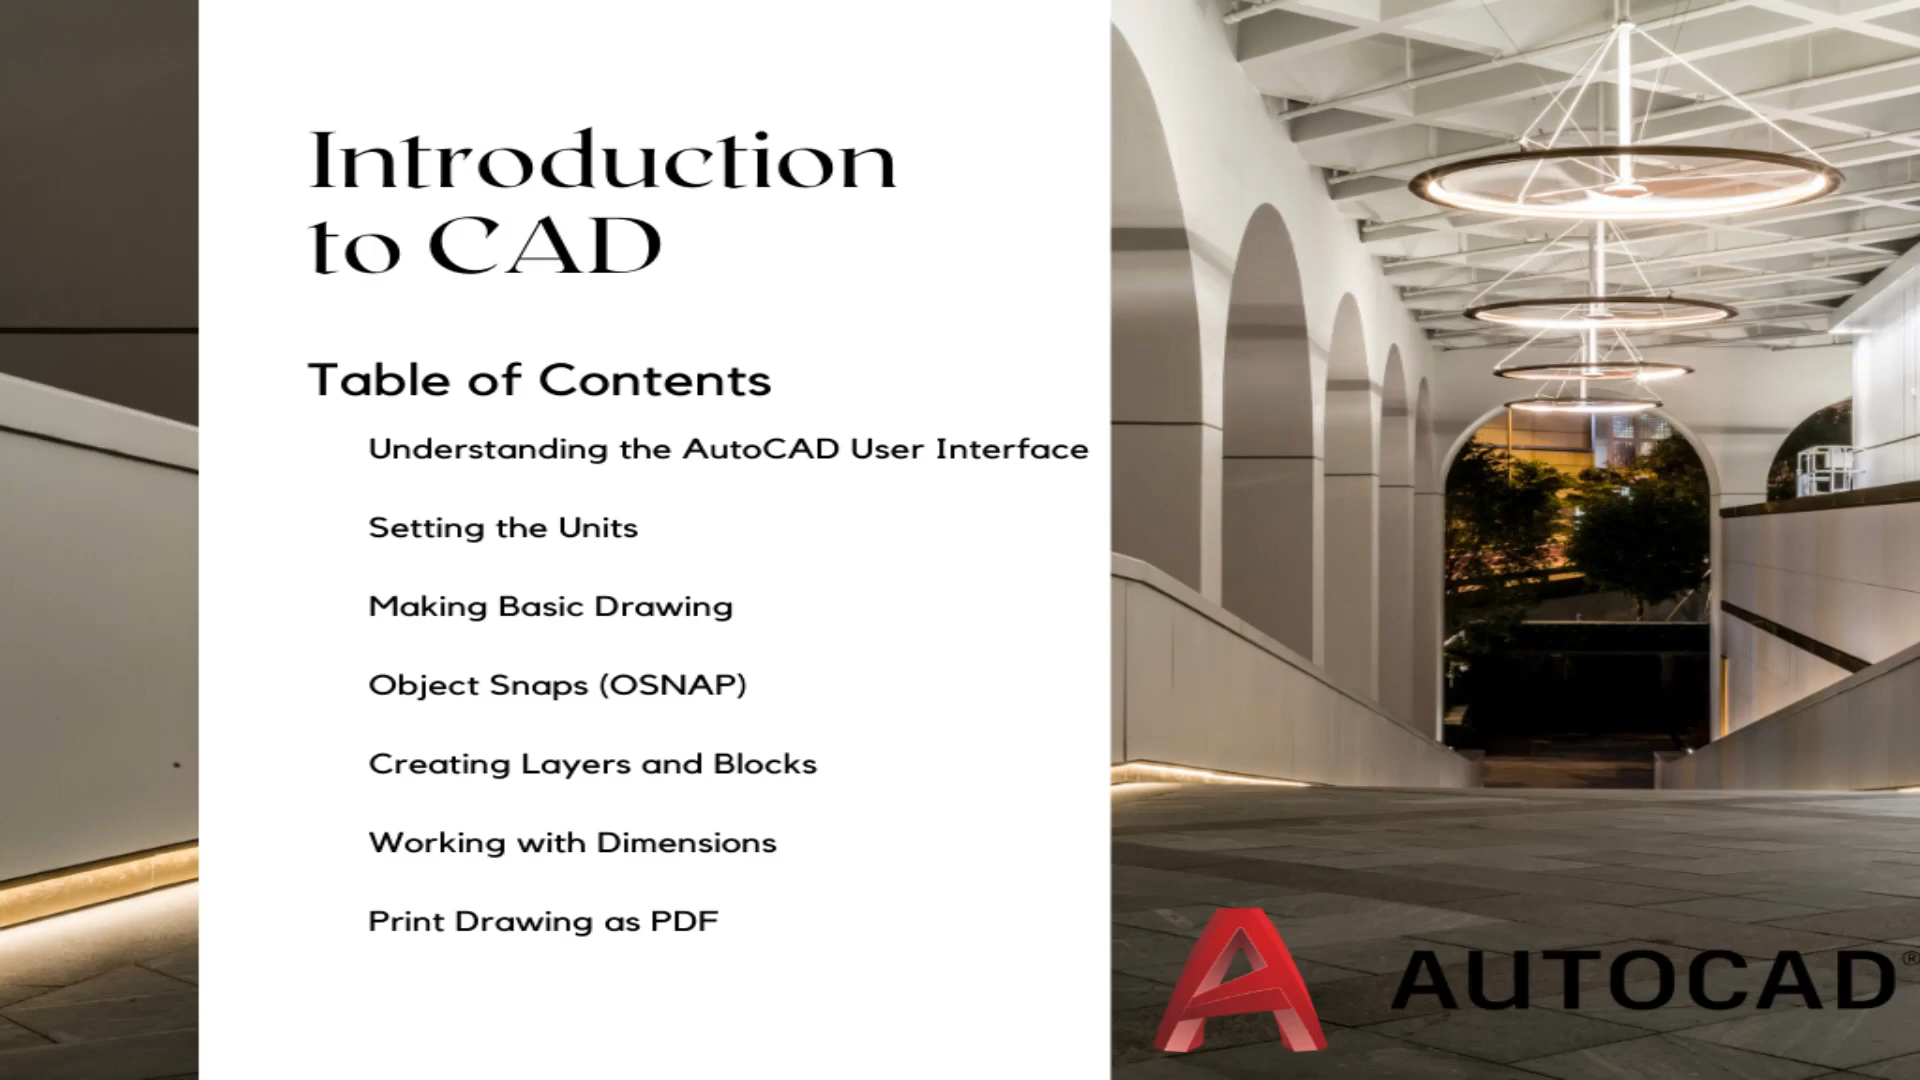 Introduction
to CAD
Table of Contents
Understanding the AutoCAD User Interface
Setting the Units
Making Basic Drawing
Object Snaps (OSNAP)
Creating Layers and Blocks
Working with Dimensions
Print Drawing as PDF
AUTOCAD®